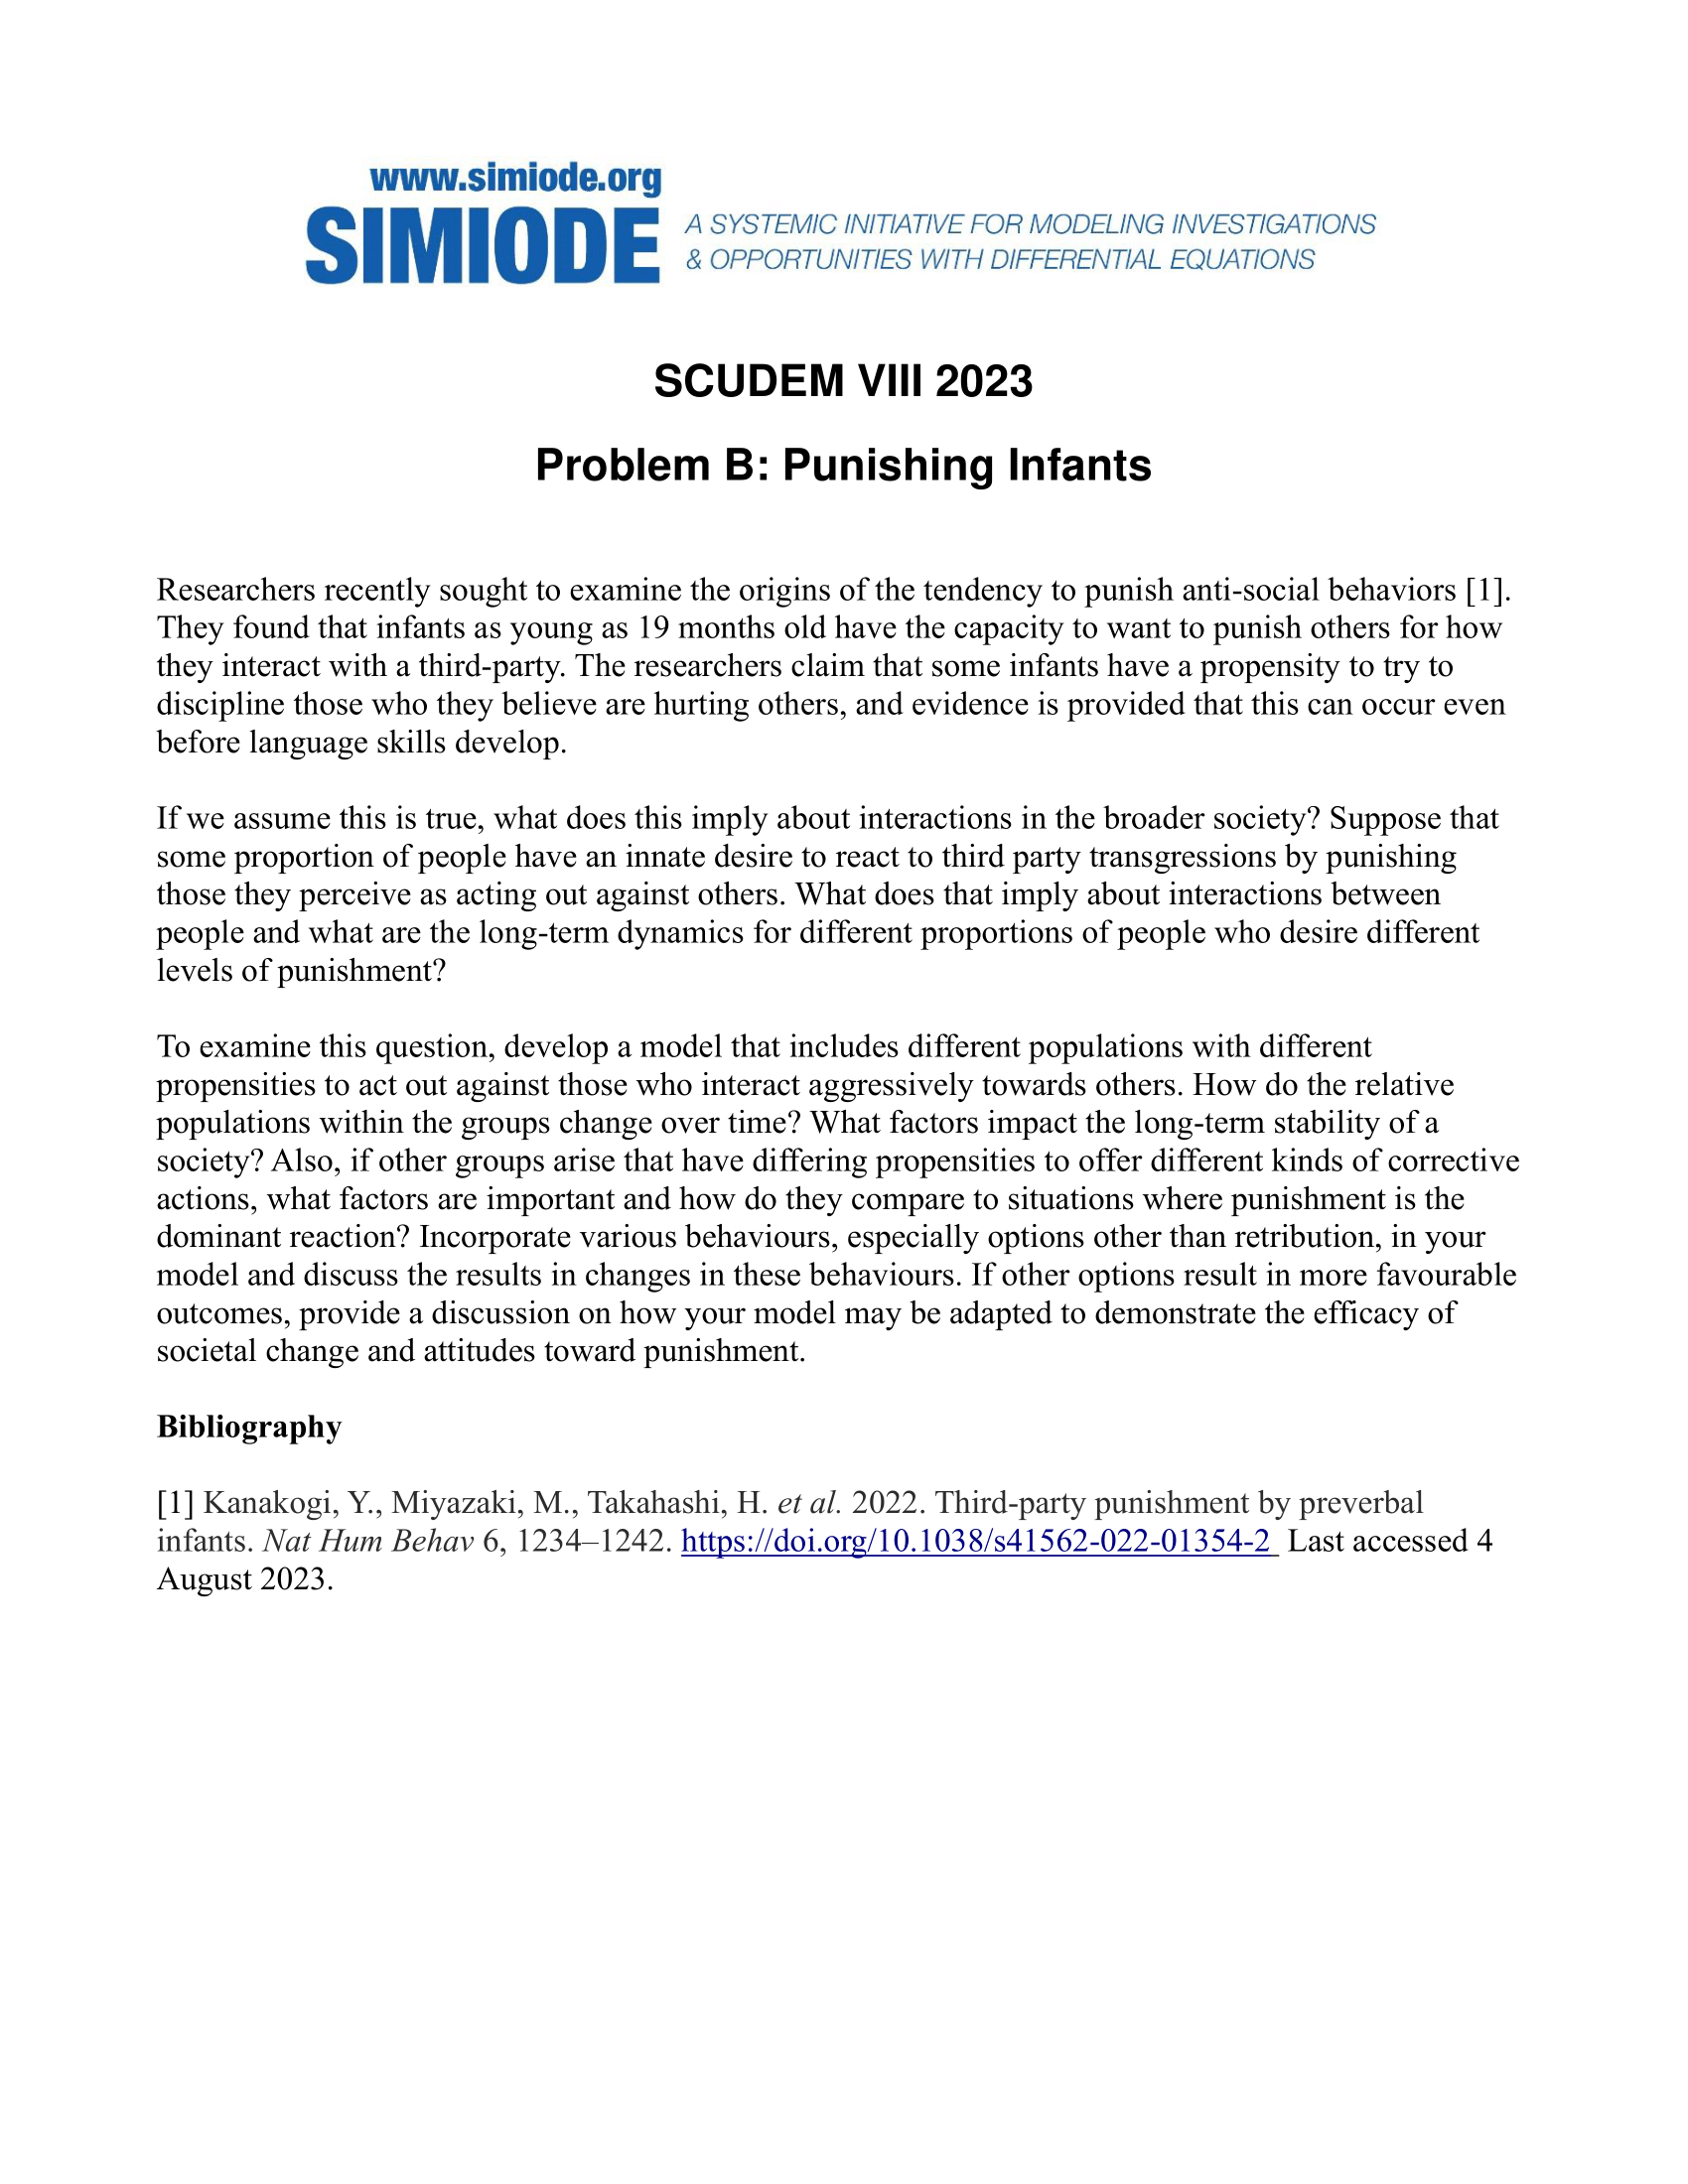 www.simiode.org
SIMIODE
A SYSTEMIC INITIATIVE FOR MODELING INVESTIGATIONS
& OPPORTUNITIES WITH DIFFERENTIAL EQUATIONS
SCUDEM VIII 2023
Problem B: Punishing Infants
Researchers recently sought to examine the origins of the tendency to punish anti-social behaviors [1].
They found that infants as young as 19 months old have the capacity to want to punish others for how
they interact with a third-party. The researchers claim that some infants have a propensity to try to
discipline those who they believe are hurting others, and evidence is provided that this can occur even
before language skills develop.
If we assume this is true, what does this imply about interactions in the broader society? Suppose that
some proportion of people have an innate desire to react to third party transgressions by punishing
those they perceive as acting out against others. What does that imply about interactions between
people and what are the long-term dynamics for different proportions of people who desire different
levels of punishment?
To examine this question, develop a model that includes different populations with different
propensities to act out against those who interact aggressively towards others. How do the relative
populations within the groups change over time? What factors impact the long-term stability of a
society? Also, if other groups arise that have differing propensities to offer different kinds of corrective
actions, what factors are important and how do they compare to situations where punishment is the
dominant reaction? Incorporate various behaviours, especially options other than retribution, in your
model and discuss the results in changes in these behaviours. If other options result in more favourable
outcomes, provide a discussion on how your model may be adapted to demonstrate the efficacy of
societal change and attitudes toward punishment.
Bibliography
[1] Kanakogi, Y., Miyazaki, M., Takahashi, H. et al. 2022. Third-party punishment by preverbal
infants. Nat Hum Behav 6, 1234–1242. https://doi.org/10.1038/s41562-022-01354-2 Last accessed 4
August 2023.